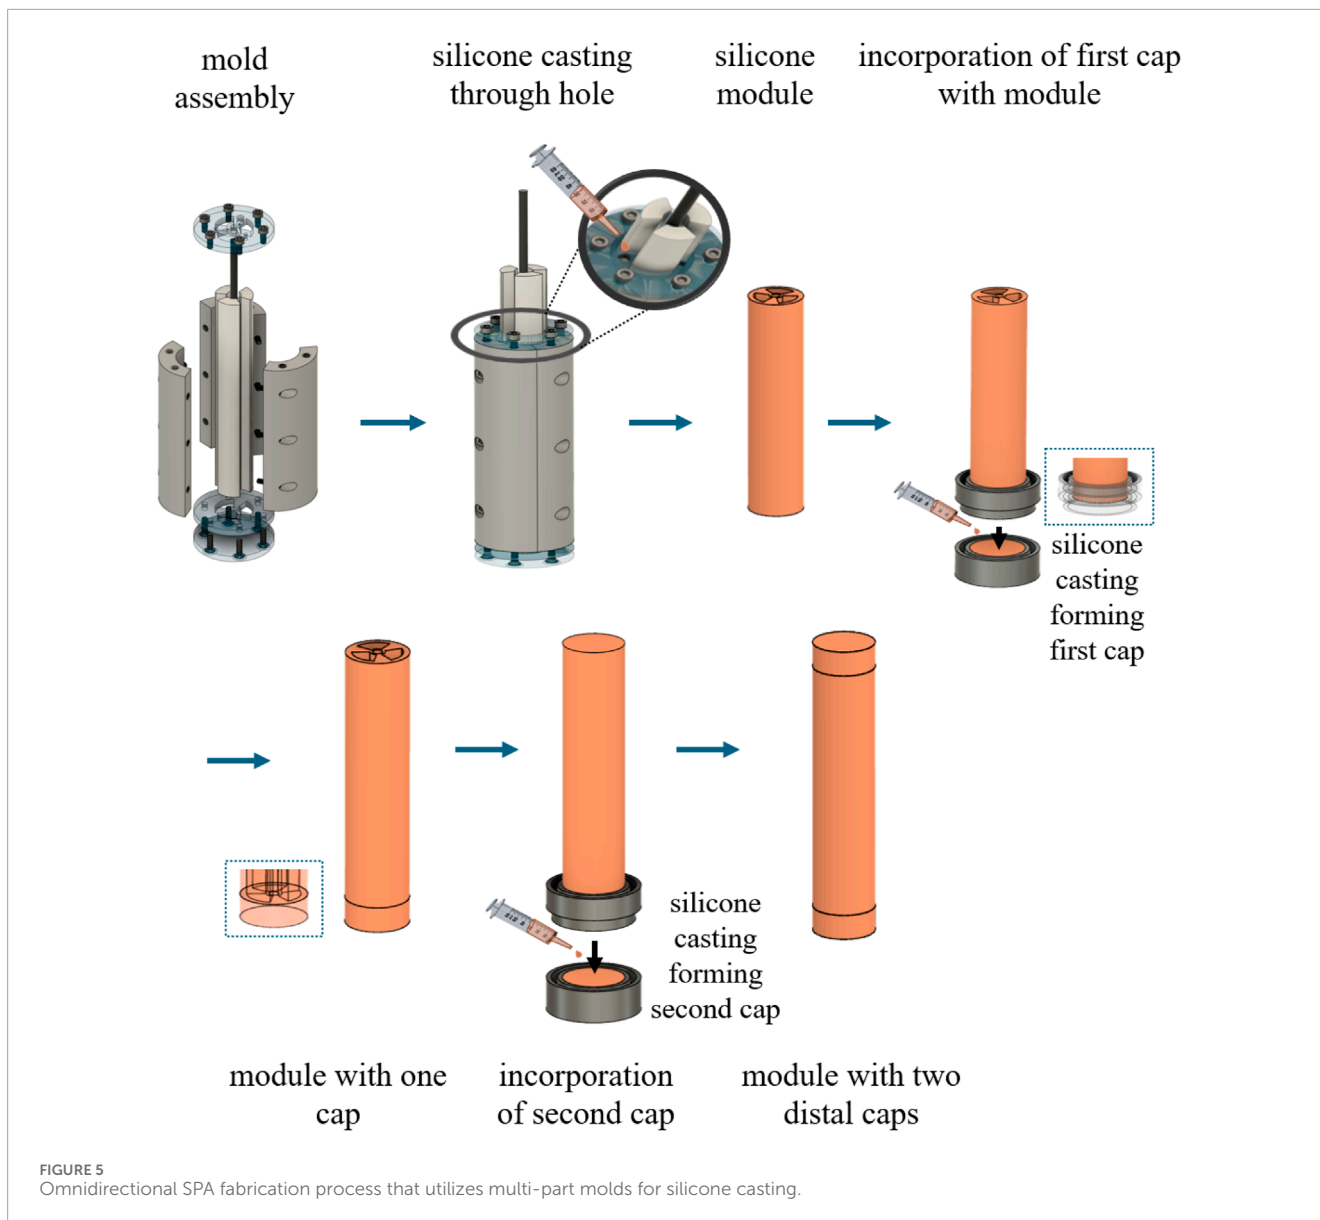 mold
assembly
silicone casting
through hole
silicone
module
incorporation of first cap
with module
silicone
casting
forming
first cap
silicone
casting
forming
second cap
module with one
cap
incorporation
of second cap
module with two
distal caps
FIGURE 5
Omnidirectional SPA fabrication process that utilizes multi-part molds for silicone casting.